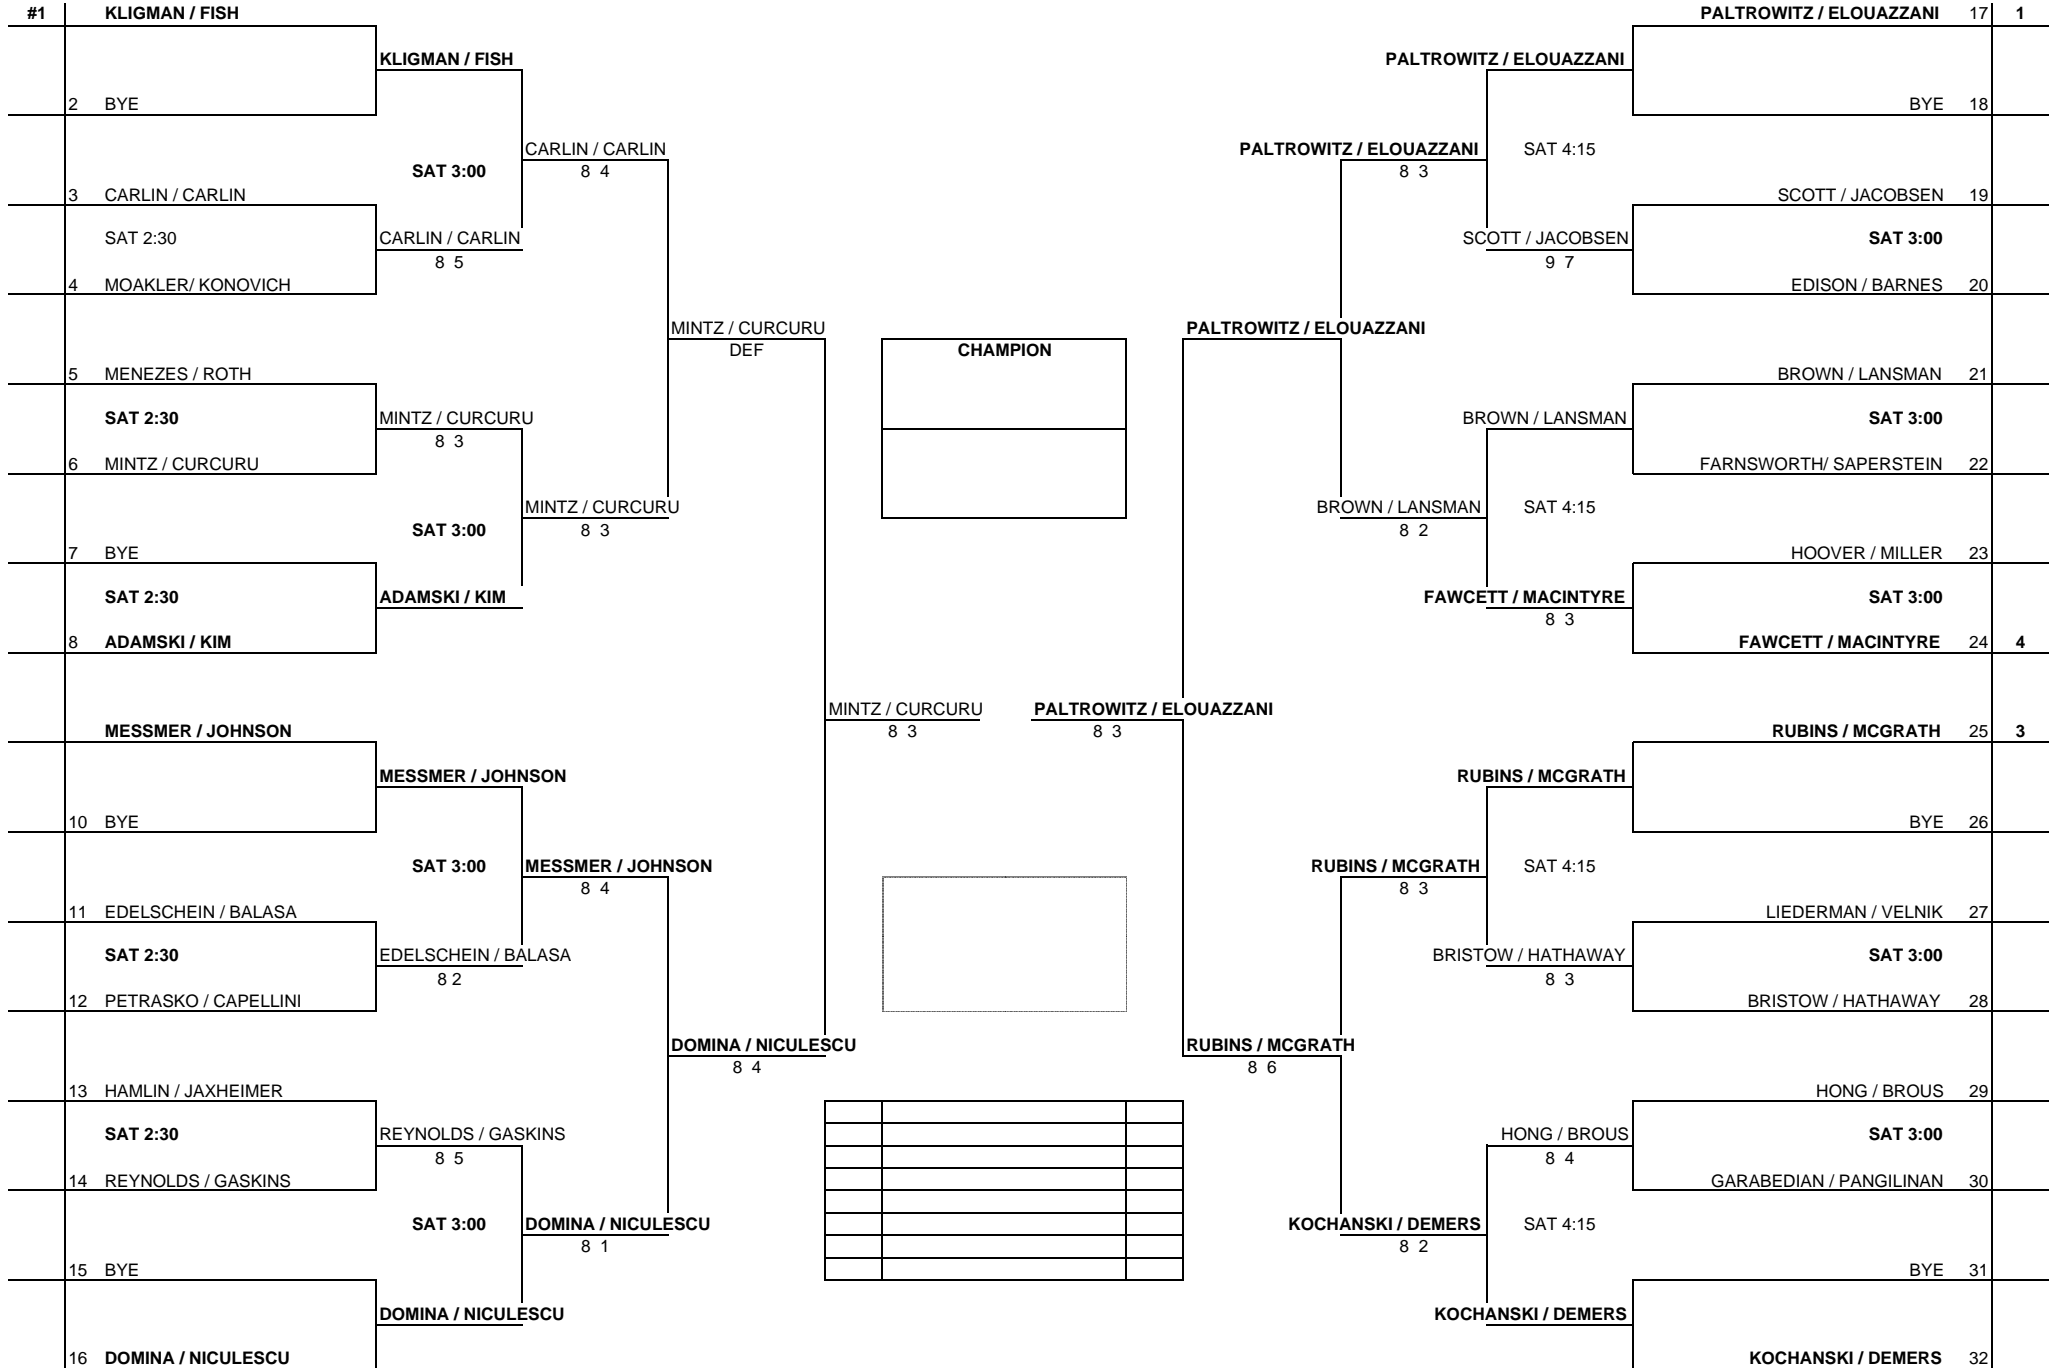 #1 KLIGMAN / FISH PALTROWITZ / ELOUAZZANI 17 1
KLIGMAN / FISH PALTROWITZ / ELOUAZZANI
2 BYE BYE 18
CARLIN / CARLIN PALTROWITZ / ELOUAZZANI SAT 4:15
SAT 3:00 8 4 8 3
3 CARLIN / CARLIN SCOTT / JACOBSEN 19
SAT 2:30 CARLIN / CARLIN SCOTT / JACOBSEN SAT 3:00
8 5 9 7
4 MOAKLER/ KONOVICH EDISON / BARNES 20
MINTZ / CURCURU PALTROWITZ / ELOUAZZANI
DEF CHAMPION
5 MENEZES / ROTH BROWN / LANSMAN 21
SAT 2:30 MINTZ / CURCURU BROWN / LANSMAN SAT 3:00
8 3
6 MINTZ / CURCURU FARNSWORTH/ SAPERSTEIN 22
MINTZ / CURCURU BROWN / LANSMAN SAT 4:15
SAT 3:00 8 3 8 2
7 BYE HOOVER / MILLER 23
SAT 2:30 ADAMSKI / KIM FAWCETT / MACINTYRE SAT 3:00
8 3
8 ADAMSKI / KIM FAWCETT / MACINTYRE 24 4
MINTZ / CURCURU PALTROWITZ / ELOUAZZANI
MESSMER / JOHNSON 8 3 8 3 RUBINS / MCGRATH 25 3
MESSMER / JOHNSON RUBINS / MCGRATH
10 BYE BYE 26
SAT 3:00 MESSMER / JOHNSON RUBINS / MCGRATH SAT 4:15
8 4 8 3
11 EDELSCHEIN / BALASA LIEDERMAN / VELNIK 27
SAT 2:30 EDELSCHEIN / BALASA BRISTOW / HATHAWAY SAT 3:00
8 2 8 3
12 PETRASKO / CAPELLINI BRISTOW / HATHAWAY 28
DOMINA / NICULESCU RUBINS / MCGRATH
8 4 8 6
13 HAMLIN / JAXHEIMER HONG / BROUS 29
SAT 2:30 REYNOLDS / GASKINS HONG / BROUS SAT 3:00
8 5 8 4
14 REYNOLDS / GASKINS GARABEDIAN / PANGILINAN 30
SAT 3:00 DOMINA / NICULESCU KOCHANSKI / DEMERS SAT 4:15
8 1 8 2
15 BYE BYE 31
DOMINA / NICULESCU KOCHANSKI / DEMERS
16 DOMINA / NICULESCU KOCHANSKI / DEMERS 32